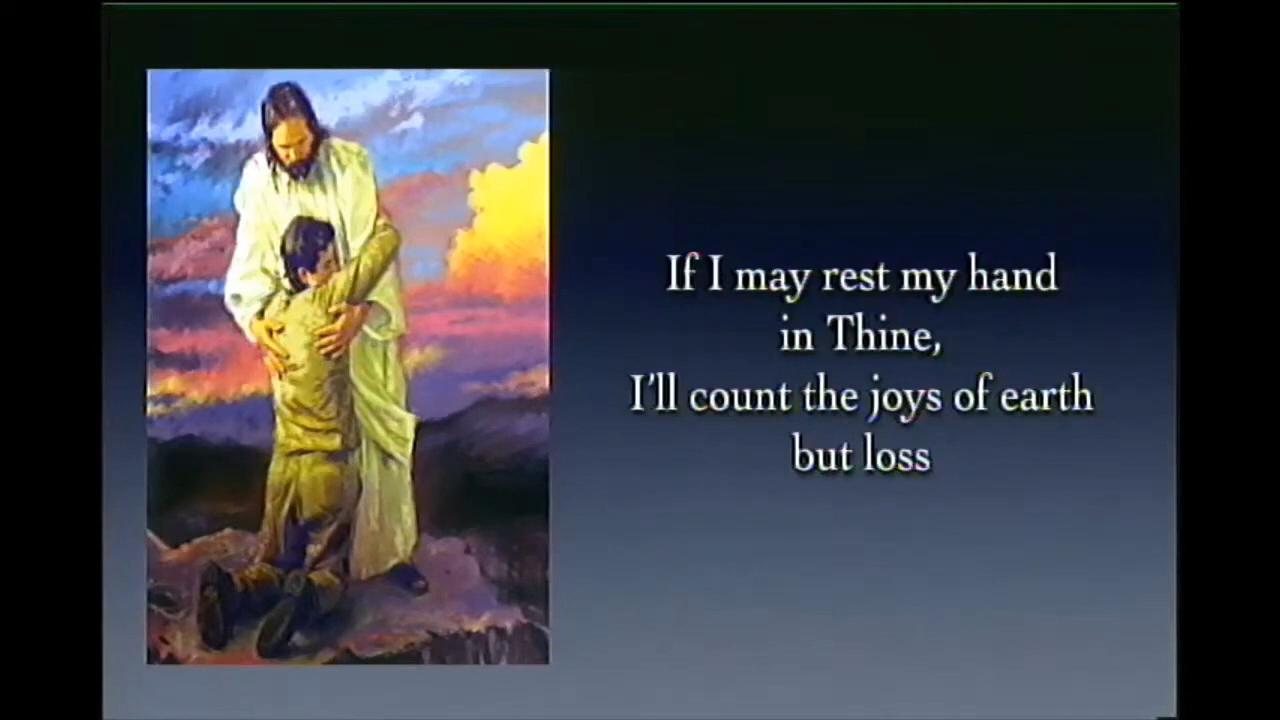 If I may rest my hand
in Thine,
I'll count the joys of earth
but loss